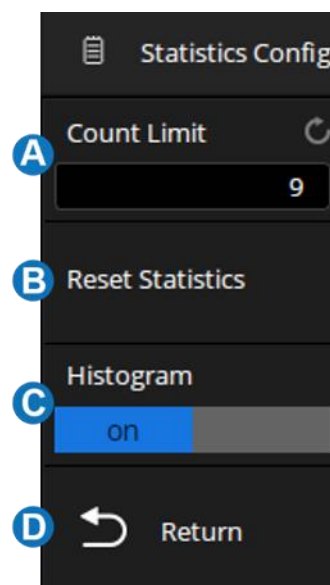 Statistics Config
A
Count Limit
9
B
Reset Statistics
Histogram
C
on
D
Return